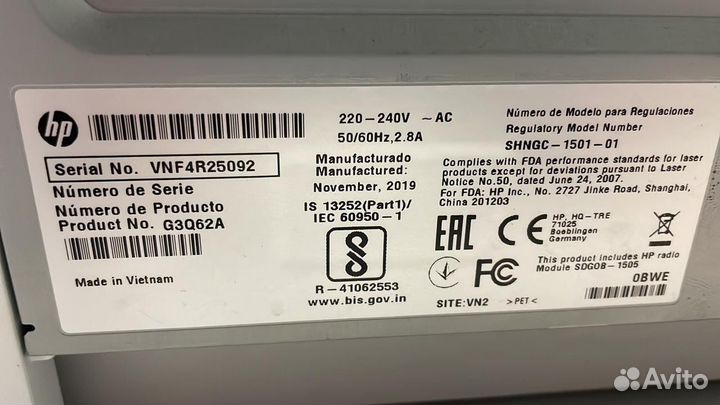 hp
220-240V ~ AC
50/60Hz, 2.8A
Número de Modelo para Regulaciones
Regulatory Model Number
SHNGC-1501-01
Serial No. VNF4R25092
Número de Serie
Número de Producto
Product No. G3Q62A
Made in Vietnam
Manufacturado
Manufactured
November, 2019
IS 13252(Part1)/
IEC 60950-1
R-41062553
www.bis.gov.in
Complies with FDA performance standards for laser
products except for deviations pursuant to Laser
Notice No.50, dated June 24, 2007.
For FDA: HP Inc., No. 2727 Jinke Road, Shanghai,
China 201203
EAC
CE
HP, HQ-TRE
71025
Boeblingen
Germany
FC
This product includes HP radio
Module SDGOB-1505
0BWE
SITE:VN2
>PET<
Avito